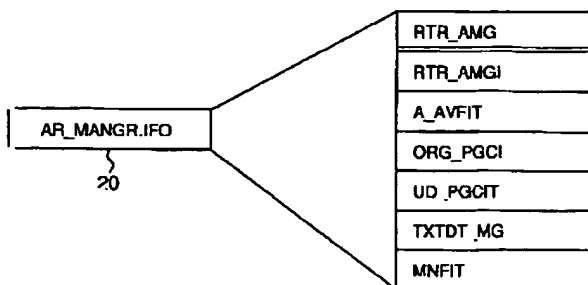 AR_MANGR.IFO
20
RTR_AMG
RTR_AMGI
A_AVFIT
ORG_PGCI
UD_PGCIT
TXTDT_MG
MNFIT